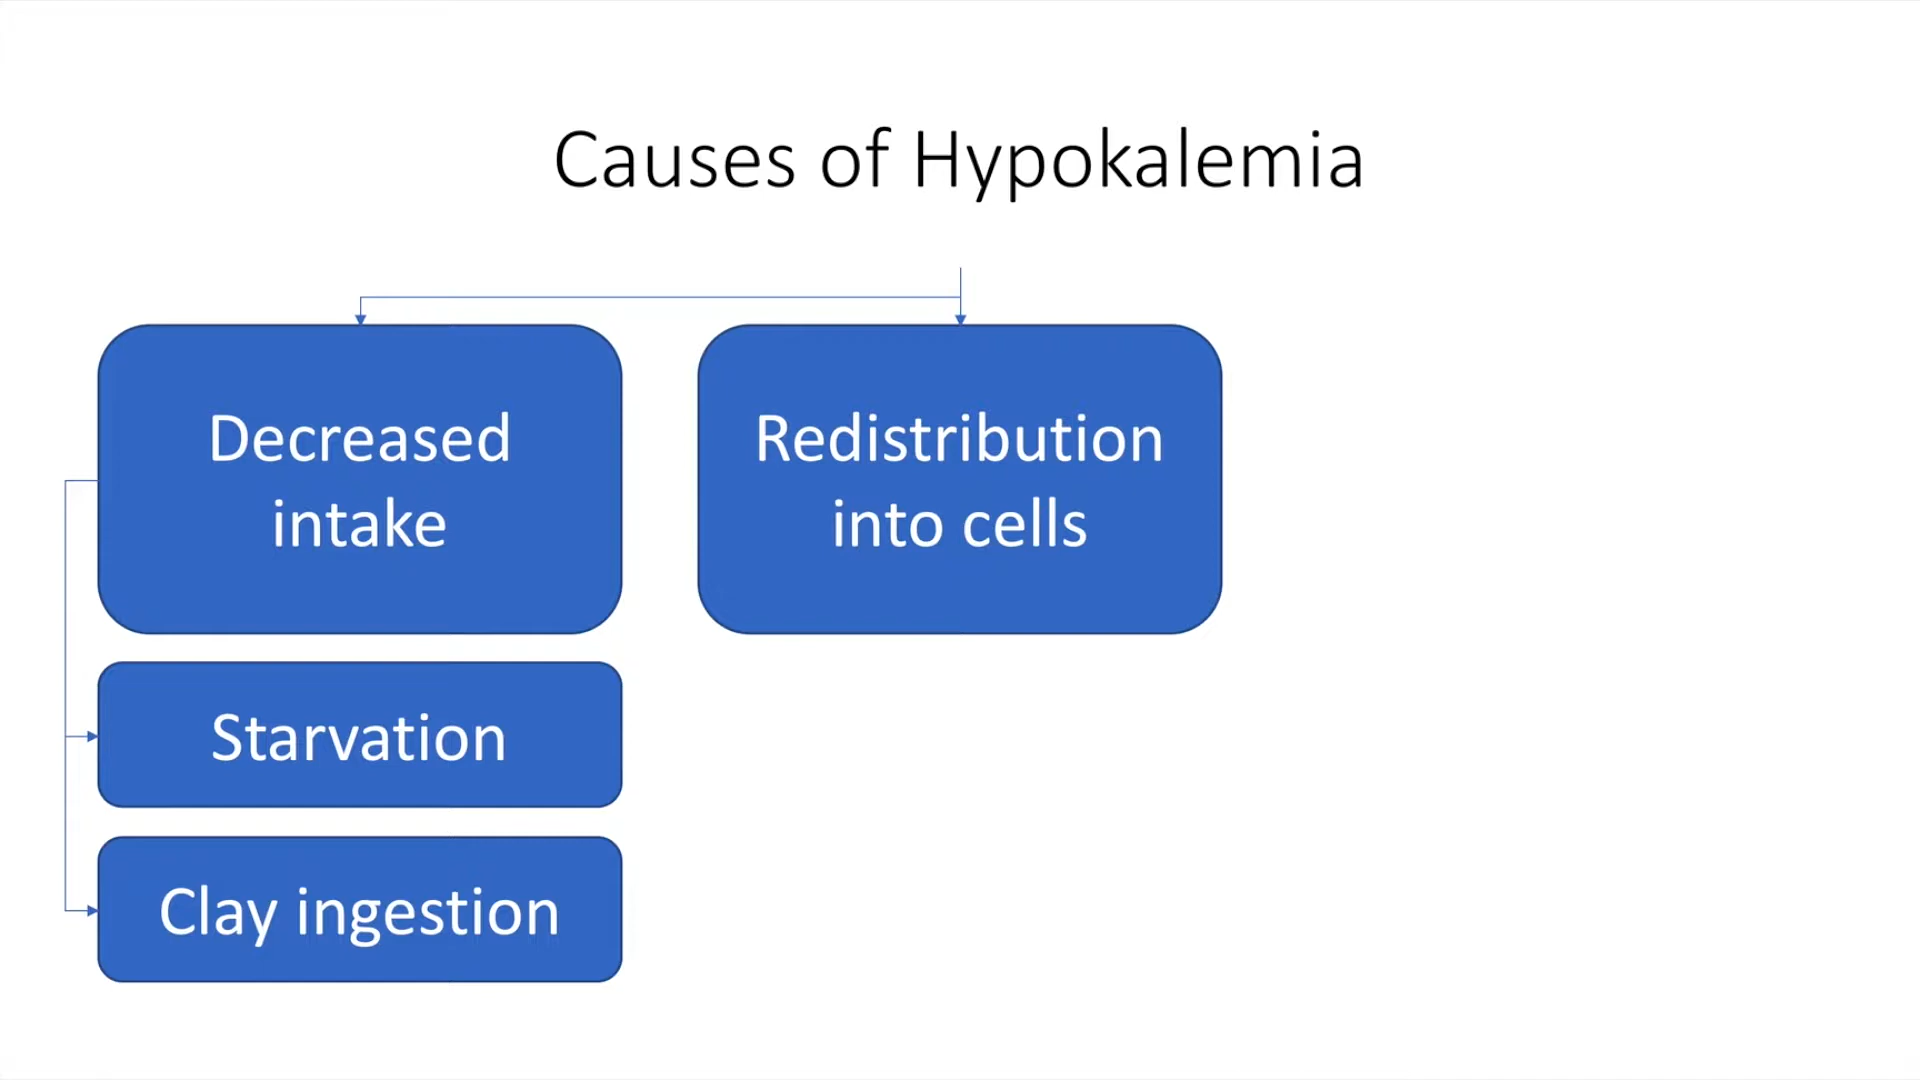 Causes of Hypokalemia
Decreased
intake
Redistribution
into cells
Starvation
Clay ingestion